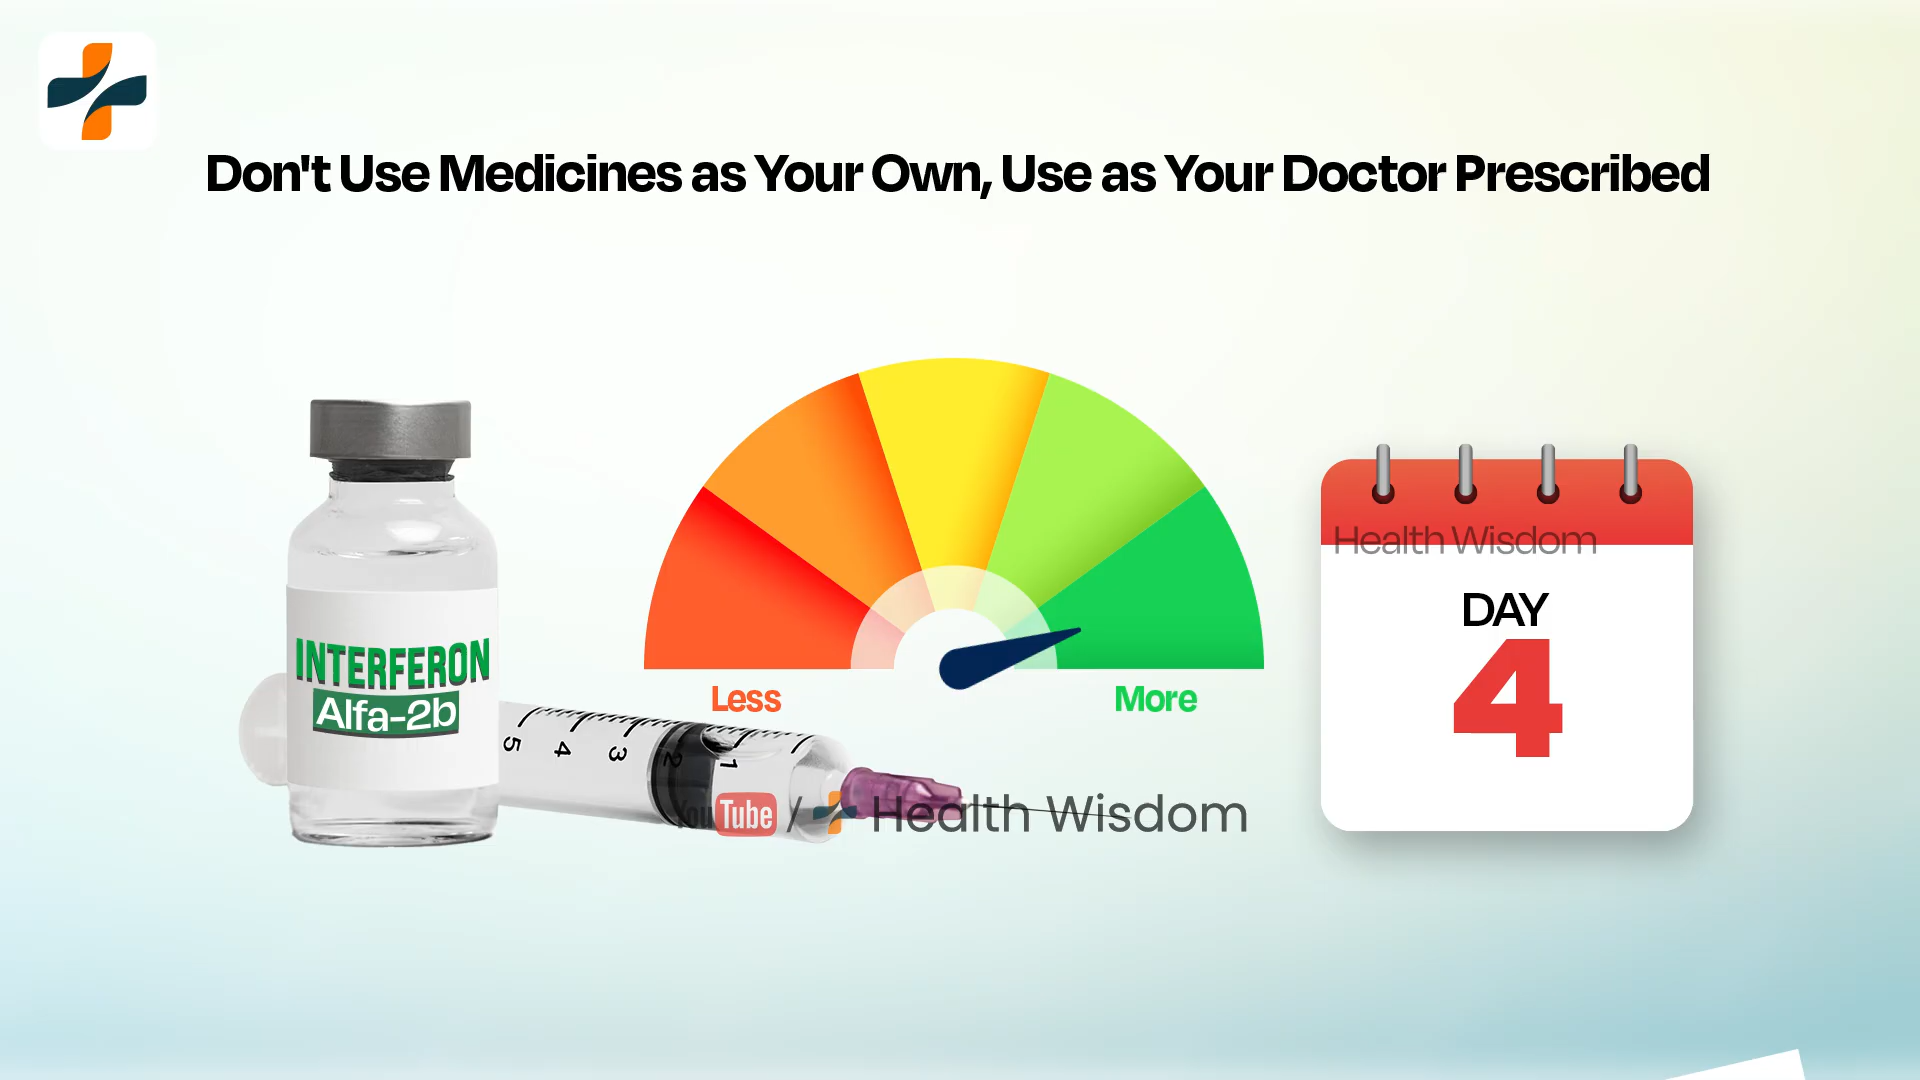 Don't Use Medicines as Your Own, Use as Your Doctor Prescribed
INTERFERON
Alfa-2b
Less
More
5 4 3 2 1
YouTube / Health Wisdom
Health Wisdom
DAY
4